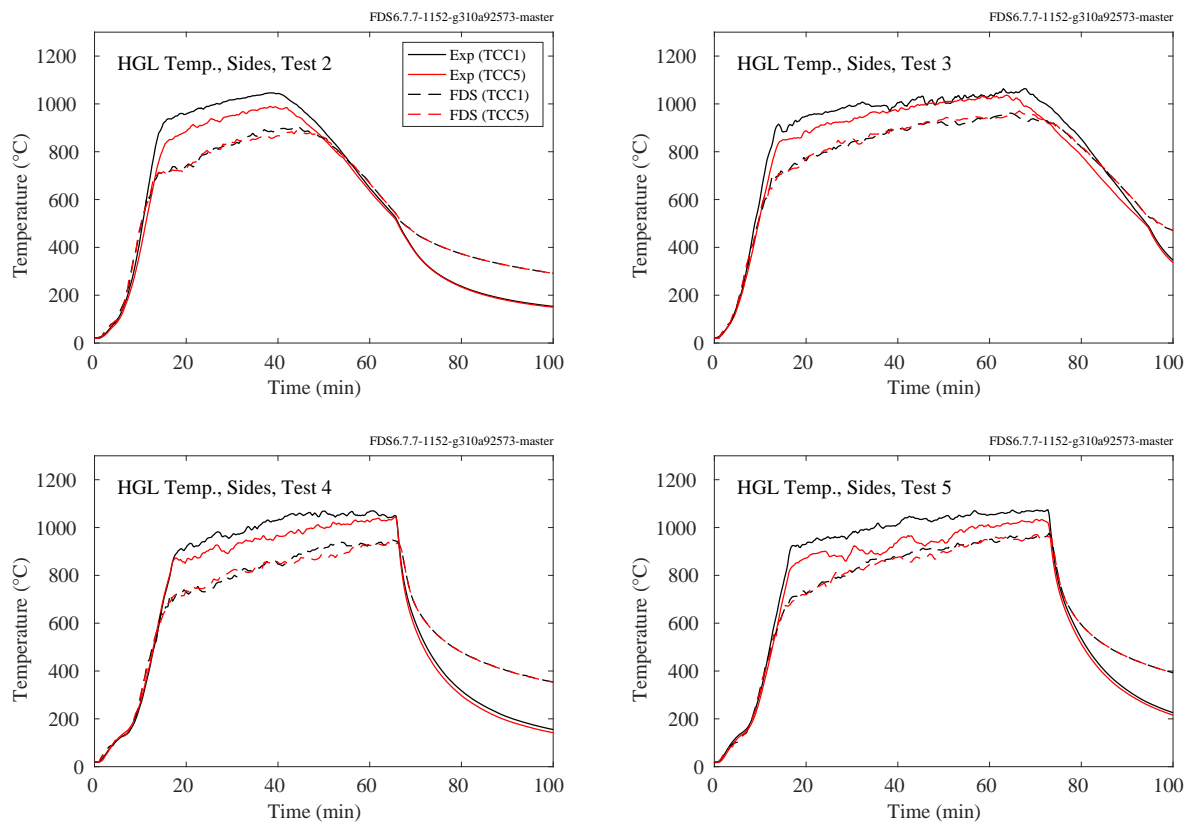 FDS6.7.7-1152-g310a92573-master
HGL Temp., Sides, Test 2
Exp (TCC1)
Exp (TCC5)
FDS (TCC1)
FDS (TCC5)
1200
1000
800
600
400
200
0
0 20 40 60 80 100
Temperature (°C)
Time (min)
FDS6.7.7-1152-g310a92573-master
HGL Temp., Sides, Test 3
1200
1000
800
600
400
200
0
0 20 40 60 80 100
Temperature (°C)
Time (min)
FDS6.7.7-1152-g310a92573-master
HGL Temp., Sides, Test 4
1200
1000
800
600
400
200
0
0 20 40 60 80 100
Temperature (°C)
Time (min)
FDS6.7.7-1152-g310a92573-master
HGL Temp., Sides, Test 5
1200
1000
800
600
400
200
0
0 20 40 60 80 100
Temperature (°C)
Time (min)